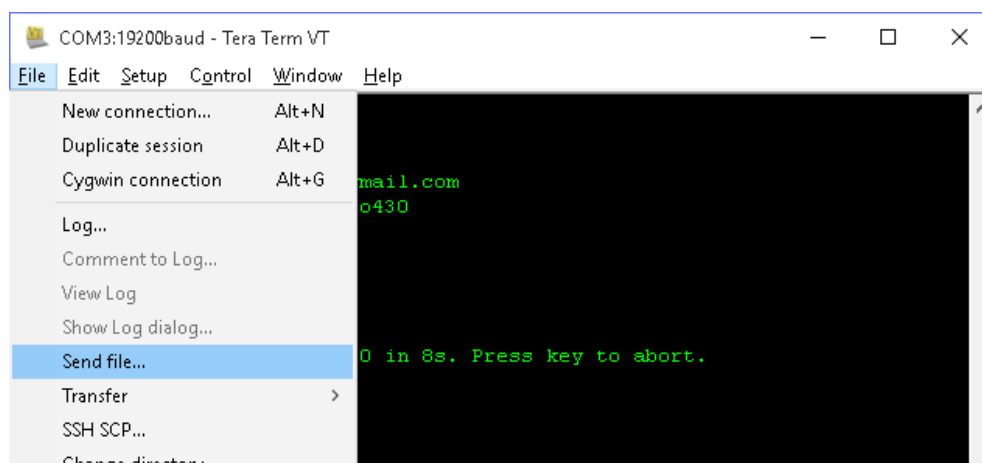 COM3:19200baud - Tera Term VT
File Edit Setup Control Window Help
New connection... Alt+N
Duplicate session Alt+D
Cygwin connection Alt+G
mail.com
o430
Log...
Comment to Log...
View Log
Show Log dialog...
Send file...
0 in 8s. Press key to abort.
Transfer >
SSH SCP...